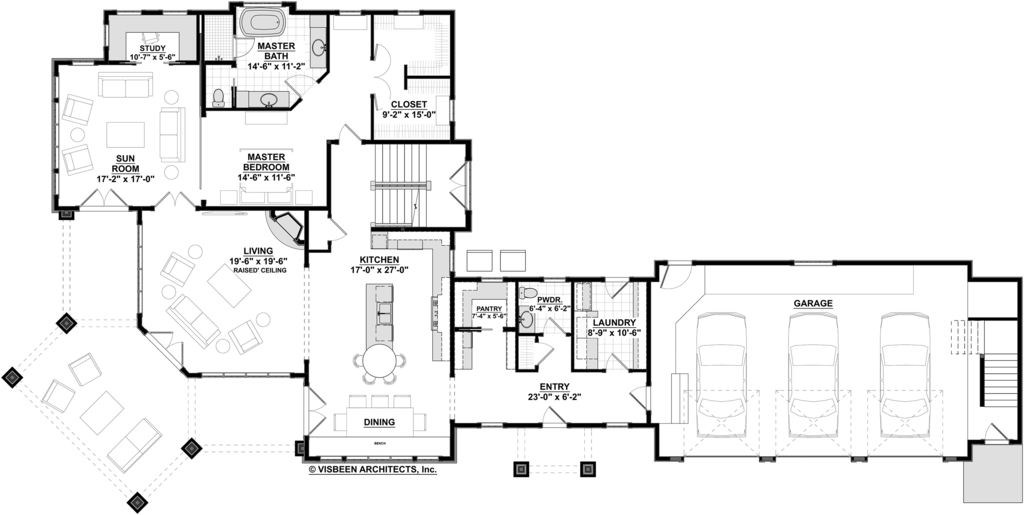 STUDY
10'-7" x 5'-6"
MASTER
BATH
14'-6" x 11'-2"
CLOSET
9'-2" x 15'-0"
SUN
ROOM
17'-2" x 17'-0"
MASTER
BEDROOM
14'-6" x 11'-6"
LIVING
19'-6" x 19'-6"
RAISED' CEILING
KITCHEN
17'-0" x 27'-0"
PANTRY
7'-4" x 5'-6"
PWDR.
6'-4" x 6'-2"
LAUNDRY
8'-9" x 10'-6"
GARAGE
ENTRY
23'-0" x 6'-2"
DINING
BENCH
© VISBEEN ARCHITECTS, Inc.